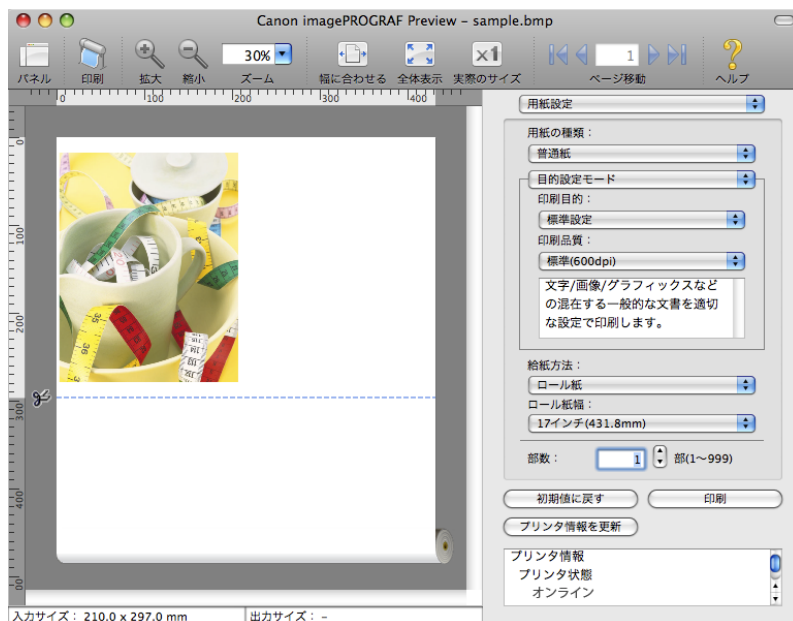 Canon imagePROGRAF Preview – sample.bmp
30%
x1
1
パネル 印刷 拡大 縮小 ズーム 幅に合わせる 全体表示 実際のサイズ ページ移動 ヘルプ
0 100 200 300 400
0
100
200
300
400
用紙設定
用紙の種類：
普通紙
目的設定モード
印刷目的：
標準設定
印刷品質：
標準(600dpi)
文字/画像/グラフィックスなど
の混在する一般的な文書を適切
な設定で印刷します。
給紙方法：
ロール紙
ロール紙幅：
17インチ(431.8mm)
部数： 1 部(1〜999)
初期値に戻す 印刷
プリンタ情報を更新
プリンタ情報
プリンタ状態
オンライン
入力サイズ： 210.0 x 297.0 mm 出力サイズ： –